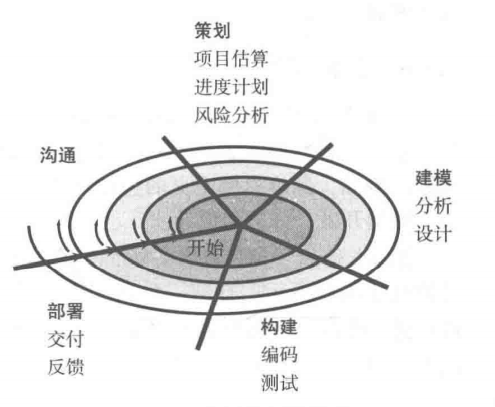 策划
项目估算
进度计划
风险分析
沟通
建模
分析
设计
开始
部署
交付
反馈
构建
编码
测试